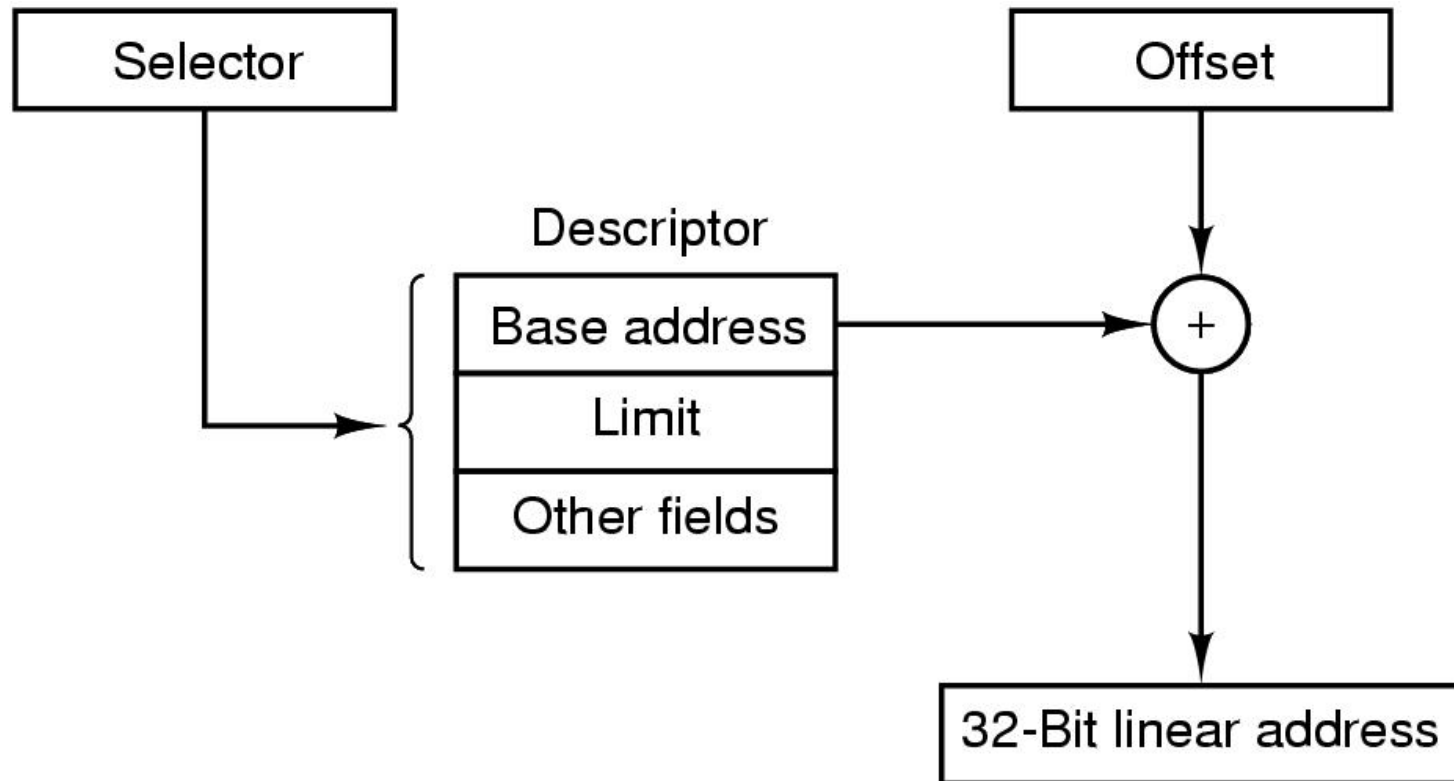 Selector
Offset
Descriptor
Base address
+
Limit
Other fields
32-Bit linear address